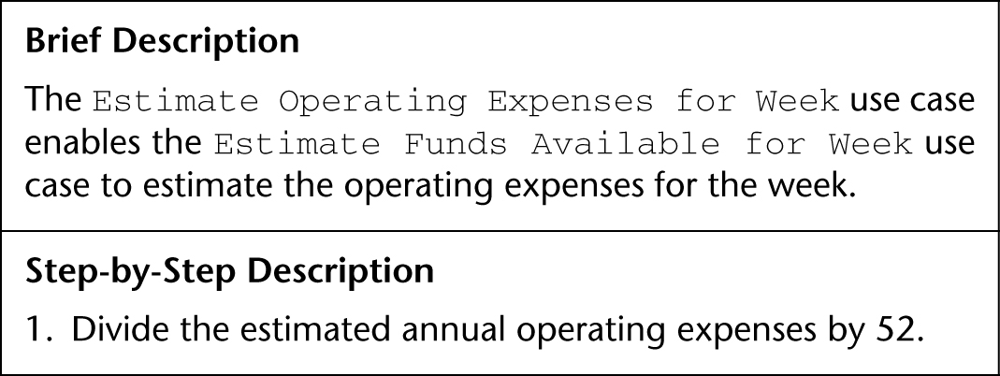 Brief Description
The Estimate Operating Expenses for Week use case
enables the Estimate Funds Available for Week use
case to estimate the operating expenses for the week.
Step-by-Step Description
1. Divide the estimated annual operating expenses by 52.